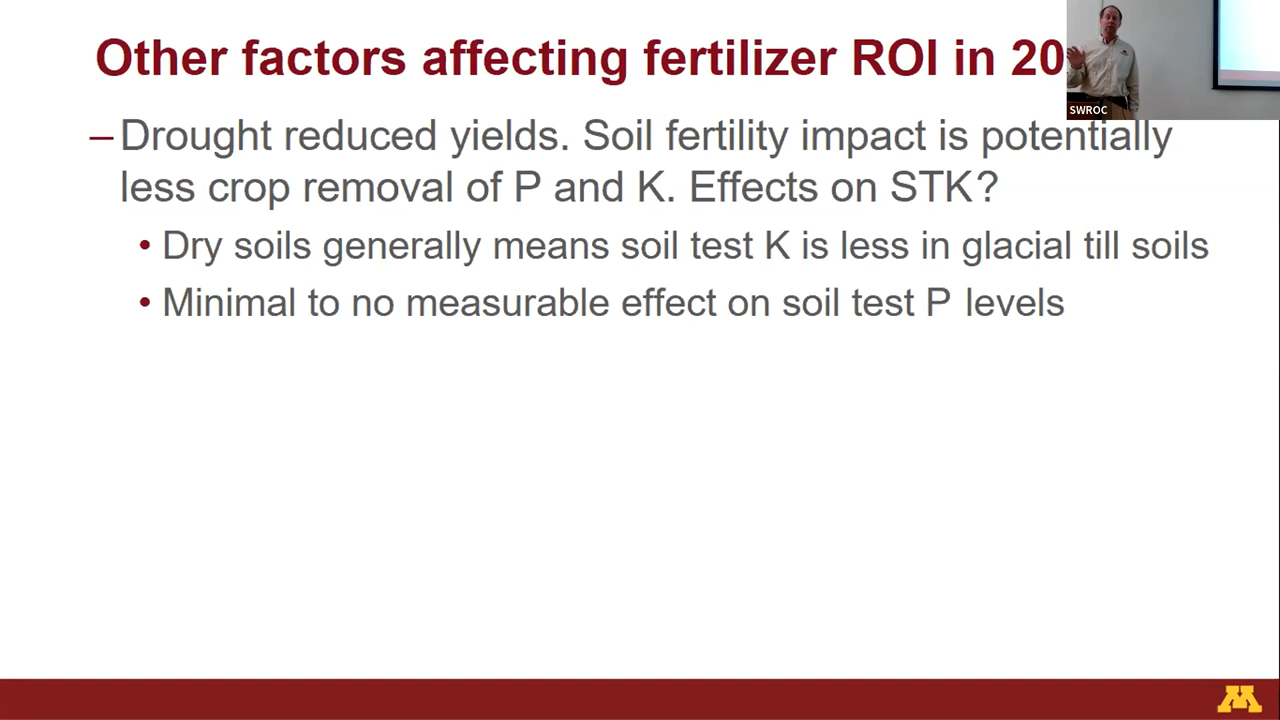 Other factors affecting fertilizer ROI in 20
SWROC
– Drought reduced yields. Soil fertility impact is potentially
less crop removal of P and K. Effects on STK?
• Dry soils generally means soil test K is less in glacial till soils
• Minimal to no measurable effect on soil test P levels
M